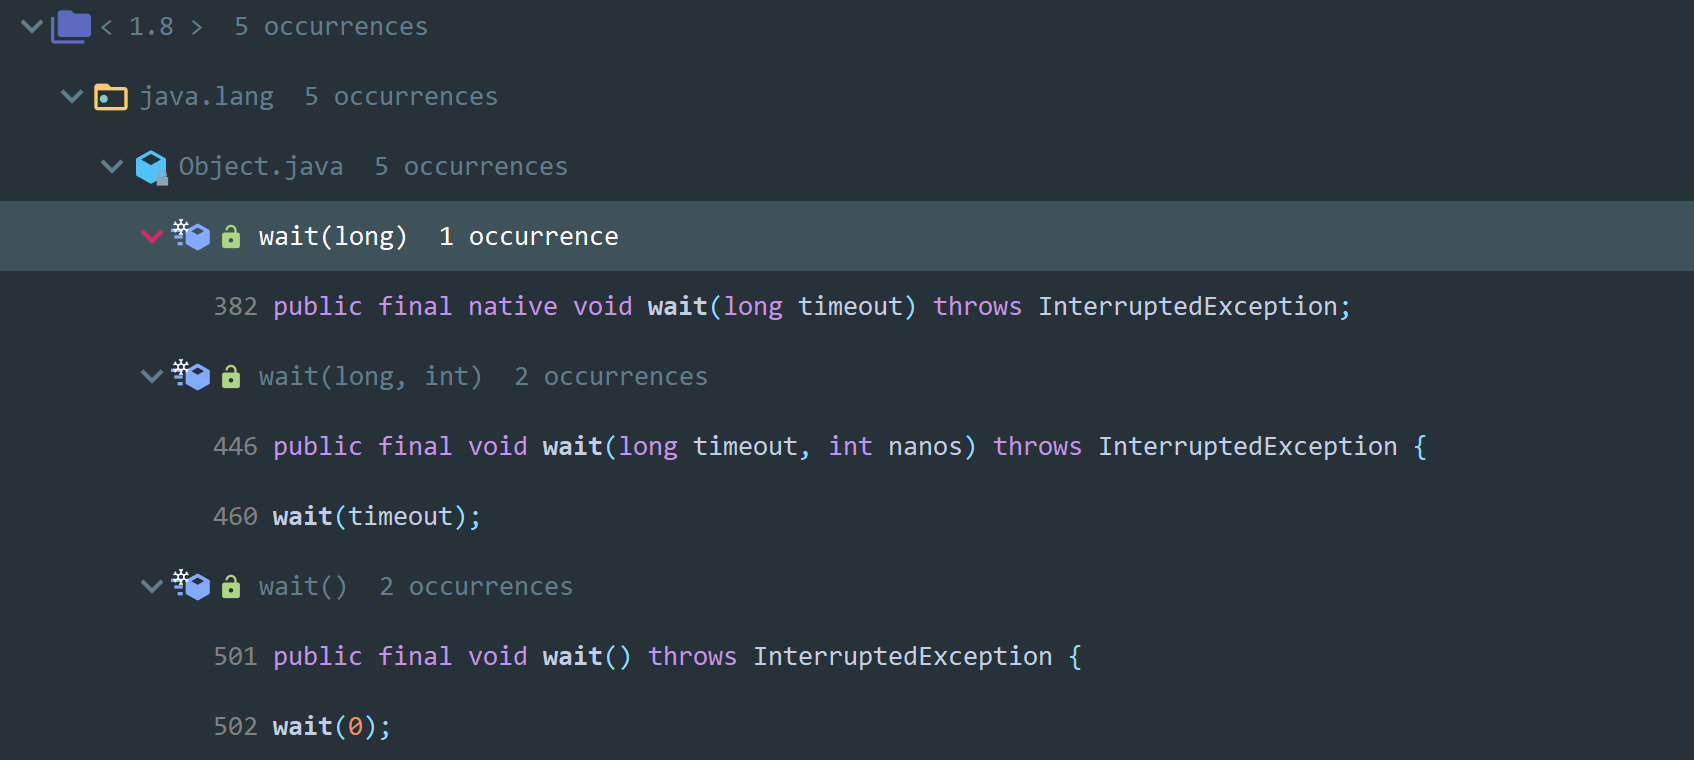 < 1.8 > 5 occurrences
java.lang 5 occurrences
Object.java 5 occurrences
wait(long) 1 occurrence
382 public final native void wait(long timeout) throws InterruptedException;
wait(long, int) 2 occurrences
446 public final void wait(long timeout, int nanos) throws InterruptedException {
460 wait(timeout);
wait() 2 occurrences
501 public final void wait() throws InterruptedException {
502 wait(0);